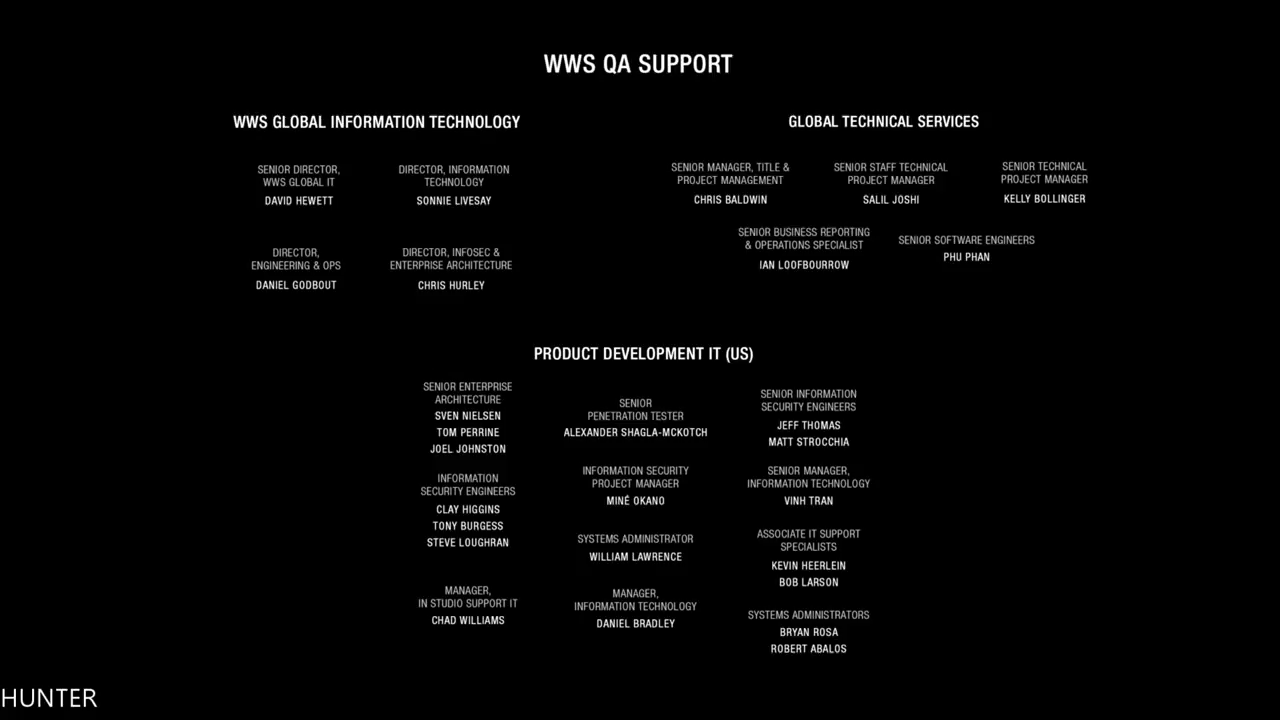 WWS QA SUPPORT
WWS GLOBAL INFORMATION TECHNOLOGY
SENIOR DIRECTOR,
WWS GLOBAL IT
DAVID HEWETT
DIRECTOR, INFORMATION
TECHNOLOGY
SONNIE LIVESAY
DIRECTOR,
ENGINEERING & OPS
DANIEL GODBOUT
DIRECTOR, INFOSEC &
ENTERPRISE ARCHITECTURE
CHRIS HURLEY
GLOBAL TECHNICAL SERVICES
SENIOR MANAGER, TITLE &
PROJECT MANAGEMENT
CHRIS BALDWIN
SENIOR STAFF TECHNICAL
PROJECT MANAGER
SALIL JOSHI
SENIOR TECHNICAL
PROJECT MANAGER
KELLY BOLLINGER
SENIOR BUSINESS REPORTING
& OPERATIONS SPECIALIST
IAN LOOFBOURROW
SENIOR SOFTWARE ENGINEERS
PHU PHAN
PRODUCT DEVELOPMENT IT (US)
SENIOR ENTERPRISE
ARCHITECTURE
SVEN NIELSEN
TOM PERRINE
JOEL JOHNSTON
SENIOR
PENETRATION TESTER
ALEXANDER SHAGLA-MCKOTCH
SENIOR INFORMATION
SECURITY ENGINEERS
JEFF THOMAS
MATT STROCCHIA
INFORMATION
SECURITY ENGINEERS
CLAY HIGGINS
TONY BURGESS
STEVE LOUGHRAN
INFORMATION SECURITY
PROJECT MANAGER
MINÉ OKANO
SENIOR MANAGER,
INFORMATION TECHNOLOGY
VINH TRAN
SYSTEMS ADMINISTRATOR
WILLIAM LAWRENCE
ASSOCIATE IT SUPPORT
SPECIALISTS
KEVIN HEERLEIN
BOB LARSON
MANAGER,
IN STUDIO SUPPORT IT
CHAD WILLIAMS
MANAGER,
INFORMATION TECHNOLOGY
DANIEL BRADLEY
SYSTEMS ADMINISTRATORS
BRYAN ROSA
ROBERT ABALOS
HUNTER